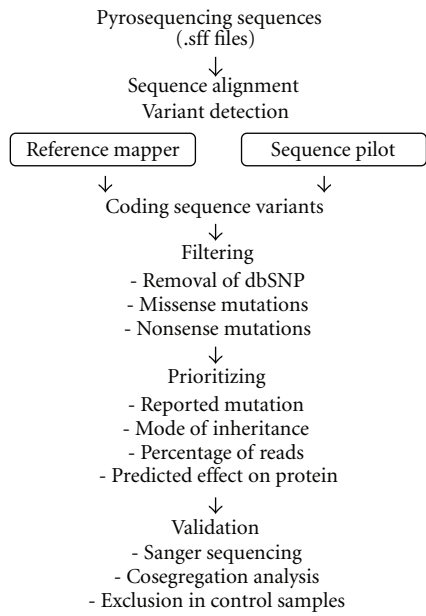 Pyrosequencing sequences
(.sff files)
↓
Sequence alignment
Variant detection
Reference mapper
Sequence pilot
↓ ↓
Coding sequence variants
↓
Filtering
- Removal of dbSNP
- Missense mutations
- Nonsense mutations
↓
Prioritizing
- Reported mutation
- Mode of inheritance
- Percentage of reads
- Predicted effect on protein
↓
Validation
- Sanger sequencing
- Cosegregation analysis
- Exclusion in control samples